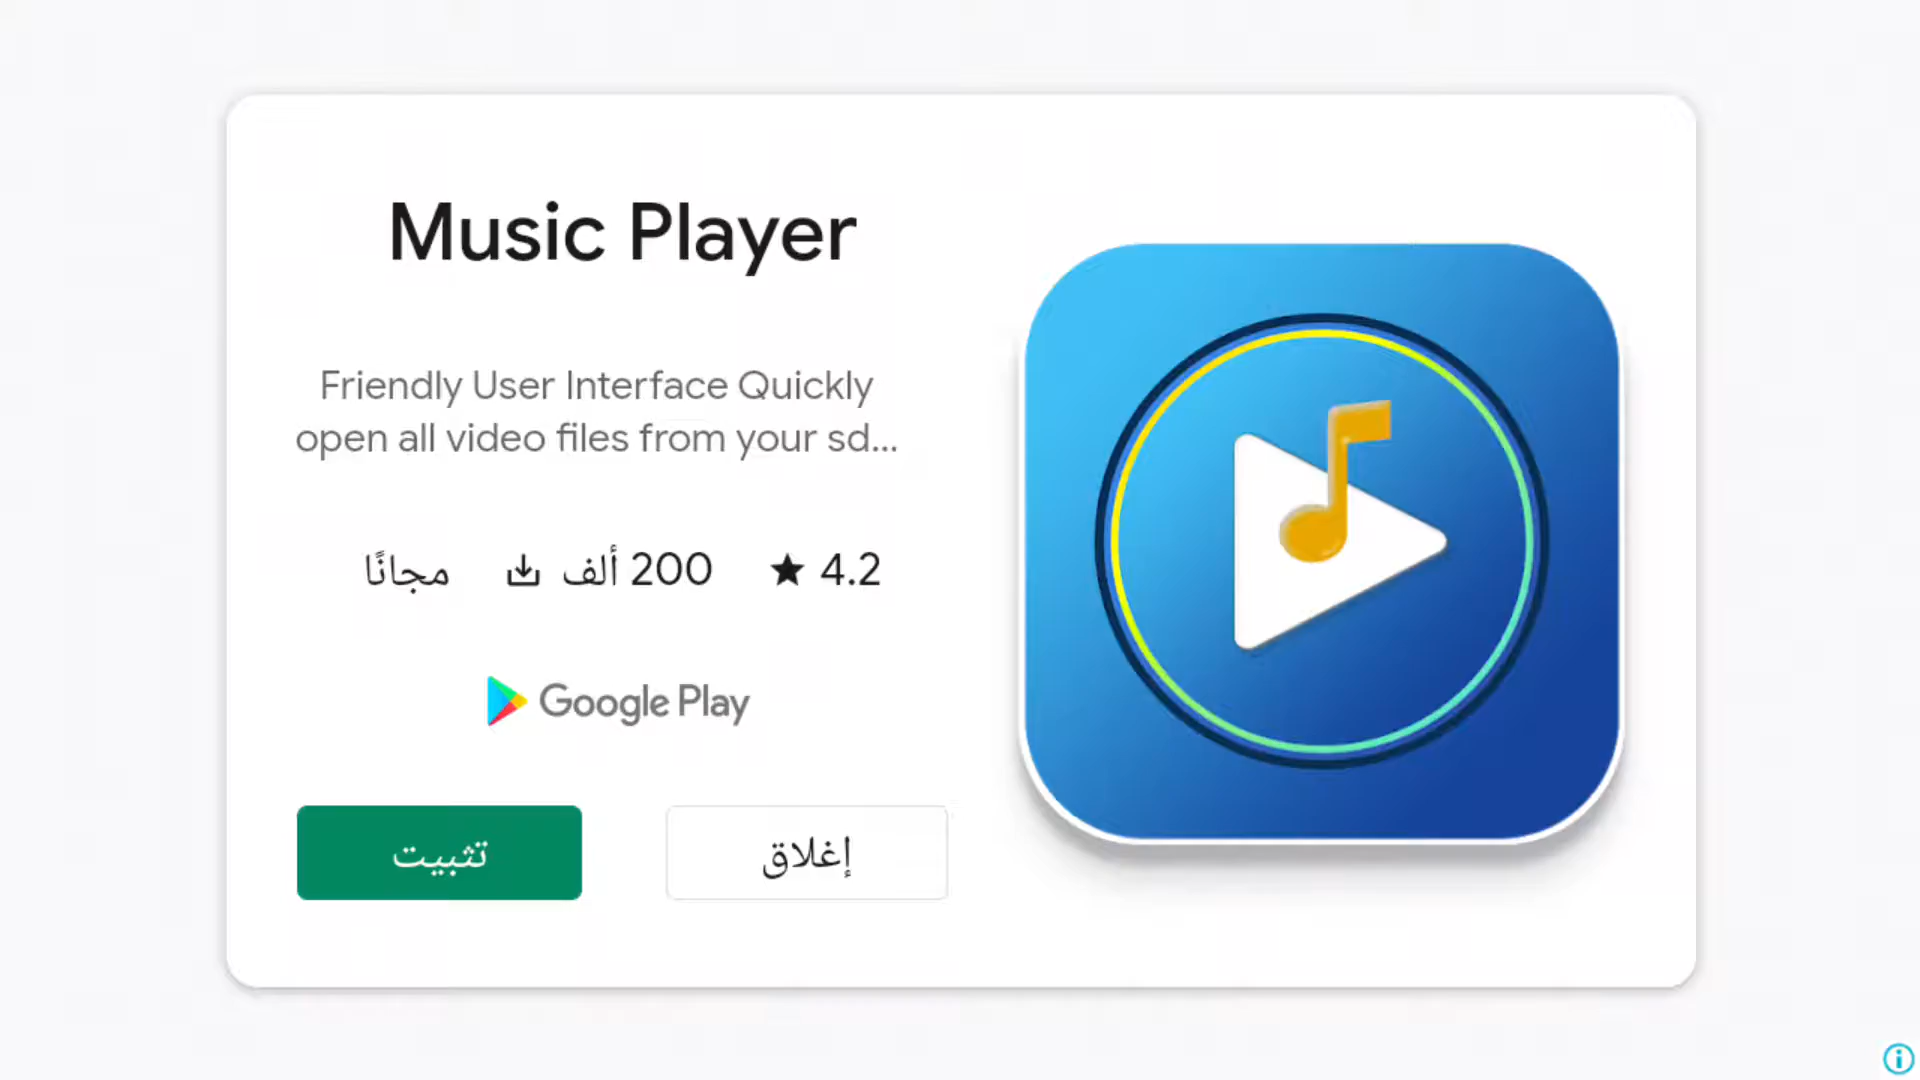 Music Player
Friendly User Interface Quickly
open all video files from your sd...
4.2 200 ألف مجانًا
Google Play
تثبيت إغلاق